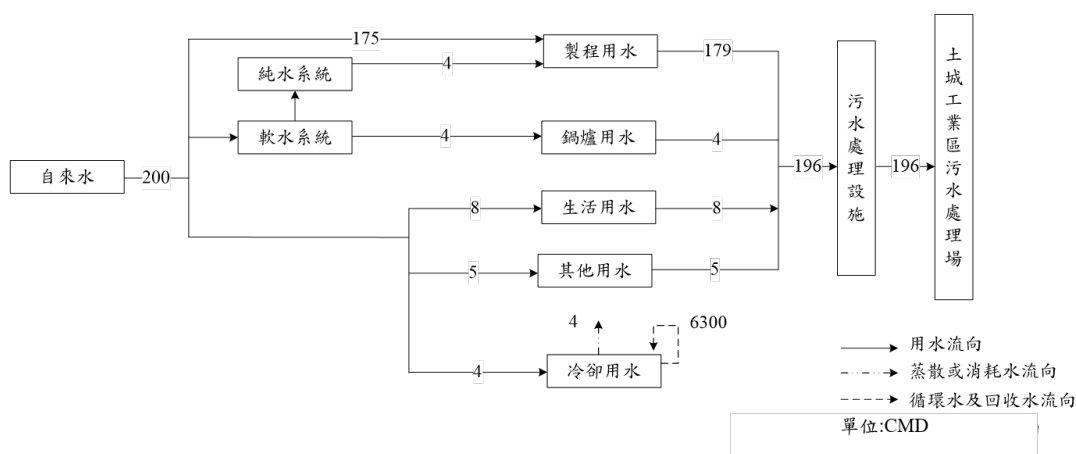 175
製程用水
179
純水系統
4
軟水系統
4
鍋爐用水
4
自來水
200
8
生活用水
8
5
其他用水
5
196
污水處理設施
196
土城工業區污水處理場
4
6300
4
冷卻用水
用水流向
蒸散或消耗水流向
循環水及回收水流向
單位:CMD